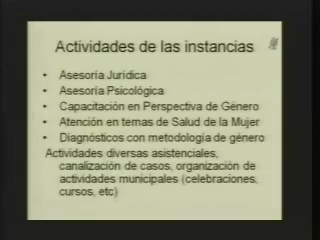 Actividades de las instancias
• Asesoría Jurídica
• Asesoría Psicológica
• Capacitación en Perspectiva de Género
• Atención en temas de Salud de la Mujer
• Diagnósticos con metodología de género
Actividades diversas asistenciales,
canalización de casos, organización de
actividades municipales (celebraciones,
cursos, etc)